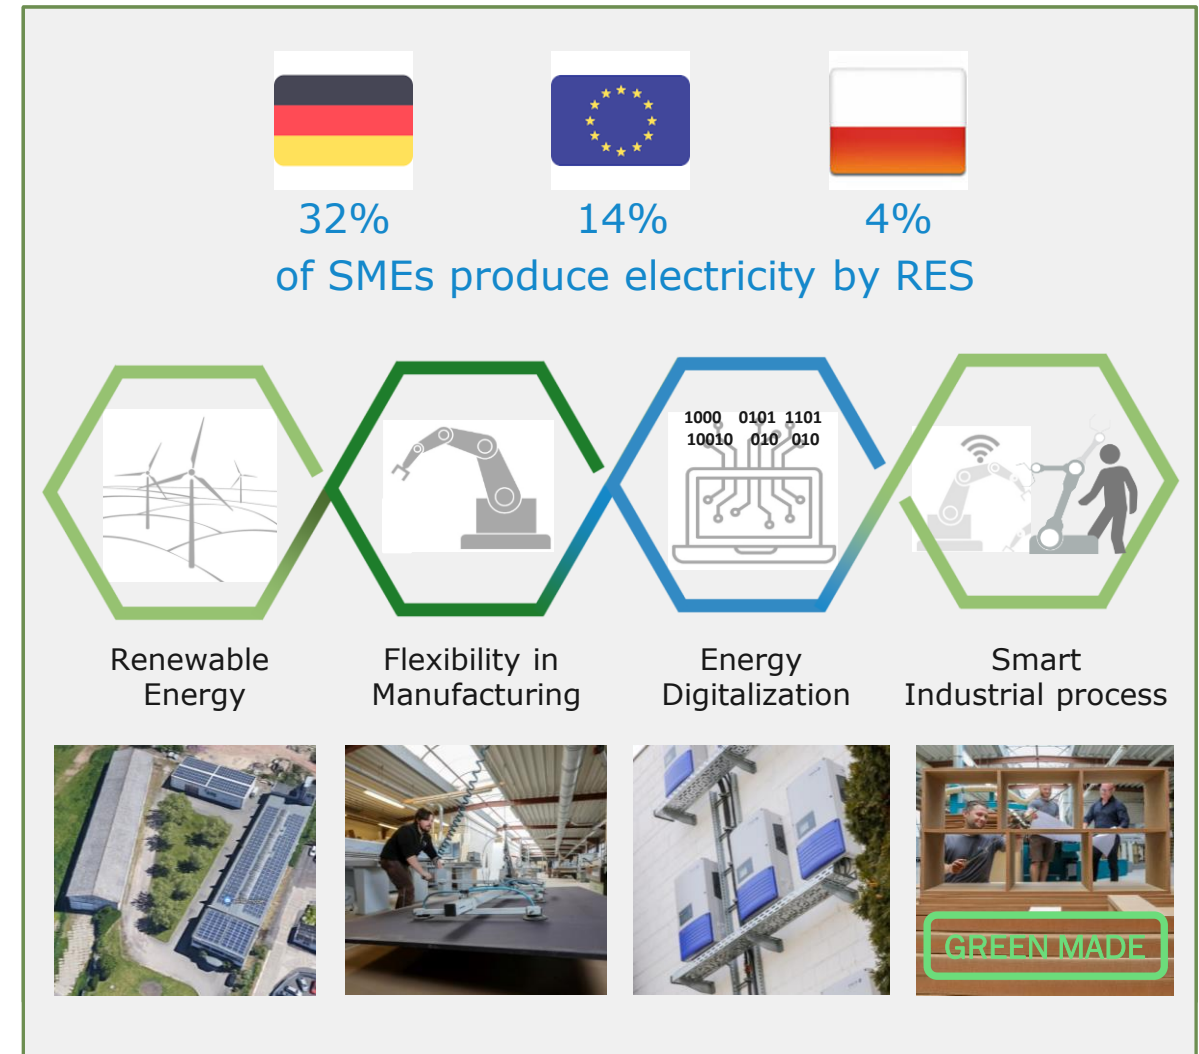 32% 14% 4%
of SMEs produce electricity by RES
1000 0101 1101
10010 010 010
Renewable Energy
Flexibility in Manufacturing
Energy Digitalization
Smart Industrial process
GREEN MADE